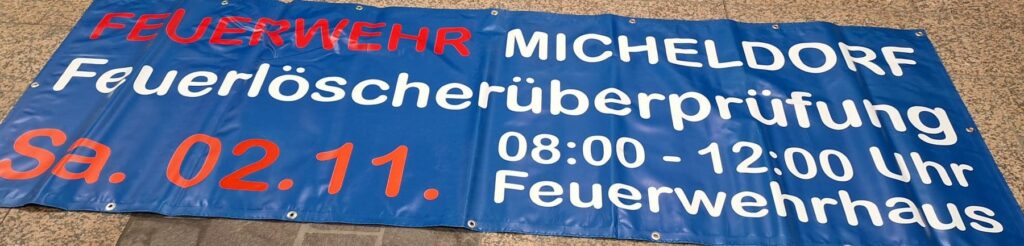 FEUERWEHR MICHELDORF
Feuerlöscherüberprüfung
Sa. 02.11.
08:00 - 12:00 Uhr
Feuerwehrhaus